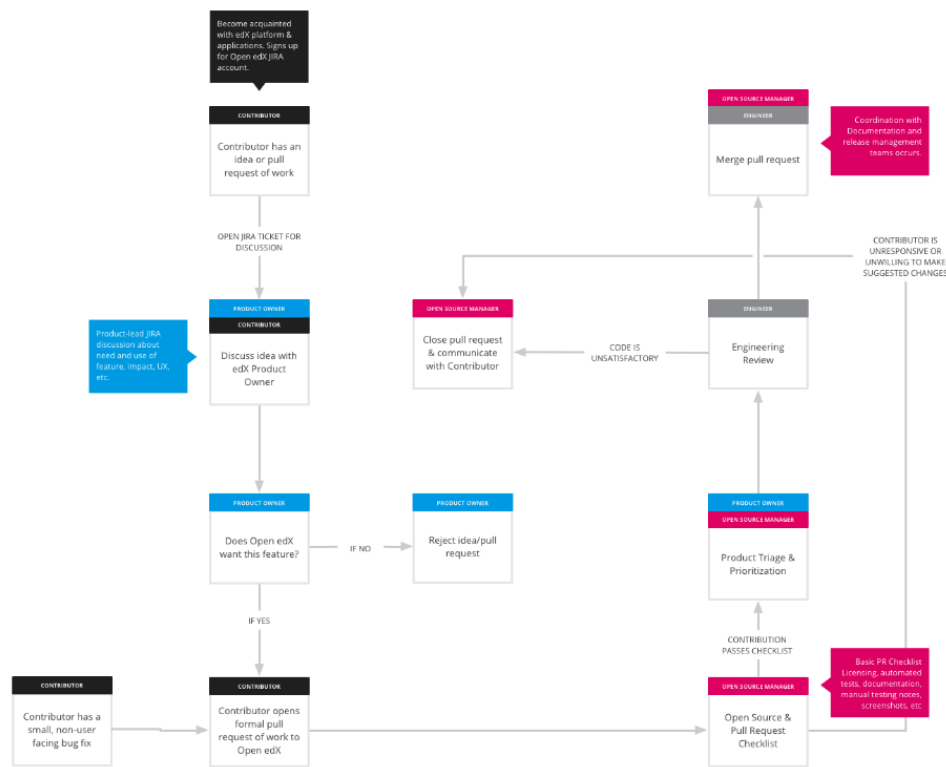 Become acquainted
with edX platform &
applications. Signs up
for Open edX JIRA
account.
CONTRIBUTOR
Contributor has an
idea or pull
request of work
OPEN JIRA TICKET FOR
DISCUSSION
PRODUCT OWNER
CONTRIBUTOR
Discuss idea with
edX Product
Owner
Product-lead JIRA
discussion about
need and use of
feature, impact, UX,
etc.
PRODUCT OWNER
Does Open edX
want this feature?
IF NO
PRODUCT OWNER
Reject idea/pull
request
IF YES
CONTRIBUTOR
Contributor has a
small, non-user
facing bug fix
CONTRIBUTOR
Contributor opens
formal pull
request of work to
Open edX
OPEN SOURCE MANAGER
Open Source &
Pull Request
Checklist
Basic PR Checklist
Licensing, automated
tests, documentation,
manual testing notes,
screenshots, etc
CONTRIBUTION
PASSES CHECKLIST
PRODUCT OWNER
OPEN SOURCE MANAGER
Product Triage &
Prioritization
ENGINEER
Engineering
Review
CODE IS
UNSATISFACTORY
OPEN SOURCE MANAGER
Close pull request
& communicate
with Contributor
CONTRIBUTOR IS
UNRESPONSIVE OR
UNWILLING TO MAKE
SUGGESTED CHANGES
OPEN SOURCE MANAGER
ENGINEER
Merge pull request
Coordination with
Documentation and
release management
teams occurs.